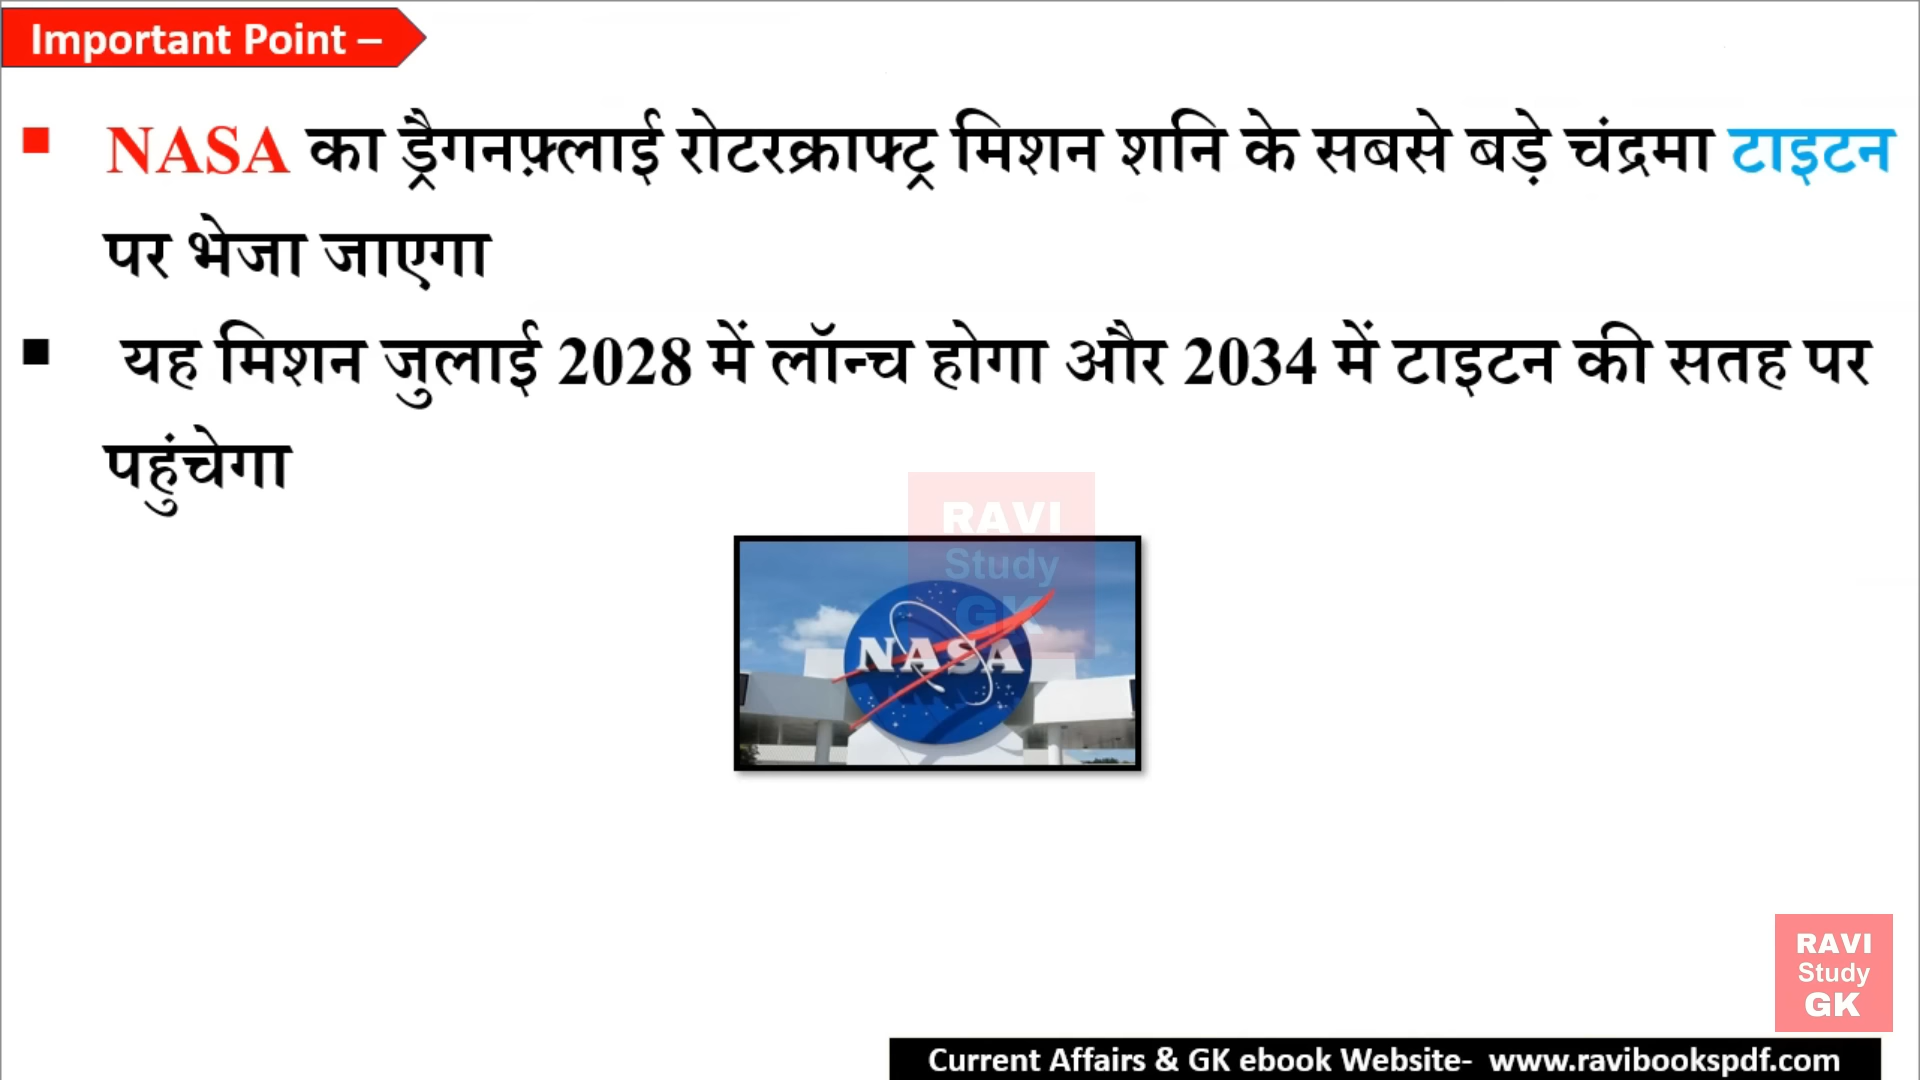 Important Point –
NASA का ड्रैगनफ़्लाई रोटरक्राफ्ट्र मिशन शनि के सबसे बड़े चंद्रमा टाइटन
पर भेजा जाएगा
यह मिशन जुलाई 2028 में लॉन्च होगा और 2034 में टाइटन की सतह पर
पहुंचेगा
RAVI
Study
GK
NASA
RAVI
Study
GK
Current Affairs & GK ebook Website- www.ravibookspdf.com